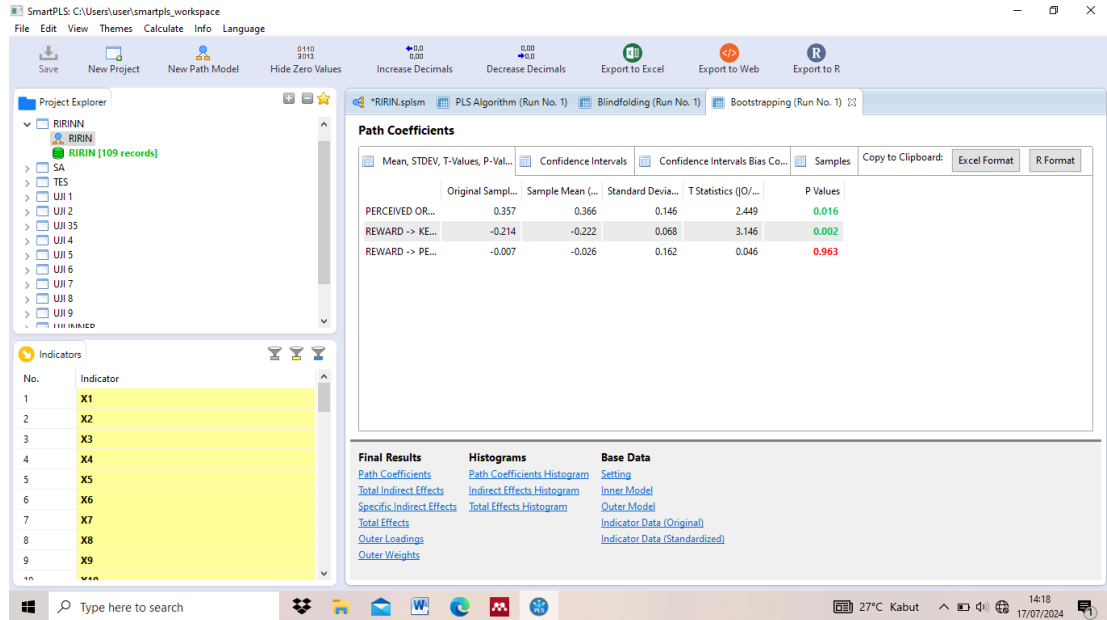 SmartPLS: C:\Users\user\smartpls_workspace
File Edit View Themes Calculate Info Language
Save New Project New Path Model Hide Zero Values Increase Decimals Decrease Decimals Export to Excel Export to Web Export to R
Project Explorer
RIRINN
RIRIN
RIRIN [109 records]
SA
TES
UJI 1
UJI 2
UJI 35
UJI 4
UJI 5
UJI 6
UJI 7
UJI 8
UJI 9
Indicators
No. Indicator
1 X1
2 X2
3 X3
4 X4
5 X5
6 X6
7 X7
8 X8
9 X9
10 X10
*RIRIN.splsm PLS Algorithm (Run No. 1) Blindfolding (Run No. 1) Bootstrapping (Run No. 1)
Path Coefficients
Mean, STDEV, T-Values, P-Val... Confidence Intervals Confidence Intervals Bias Co... Samples Copy to Clipboard: Excel Format R Format
Original Sampl... Sample Mean (... Standard Devia... T Statistics (|O/... P Values
PERCEIVED OR... 0.357 0.366 0.146 2.449 0.016
REWARD -> KE... -0.214 -0.222 0.068 3.146 0.002
REWARD -> PE... -0.007 -0.026 0.162 0.046 0.963
Final Results Histograms Base Data
Path Coefficients Path Coefficients Histogram Setting
Total Indirect Effects Indirect Effects Histogram Inner Model
Specific Indirect Effects Total Effects Histogram Outer Model
Total Effects Indicator Data (Original)
Outer Loadings Indicator Data (Standardized)
Outer Weights
Type here to search
27°C Kabut
14:18
17/07/2024